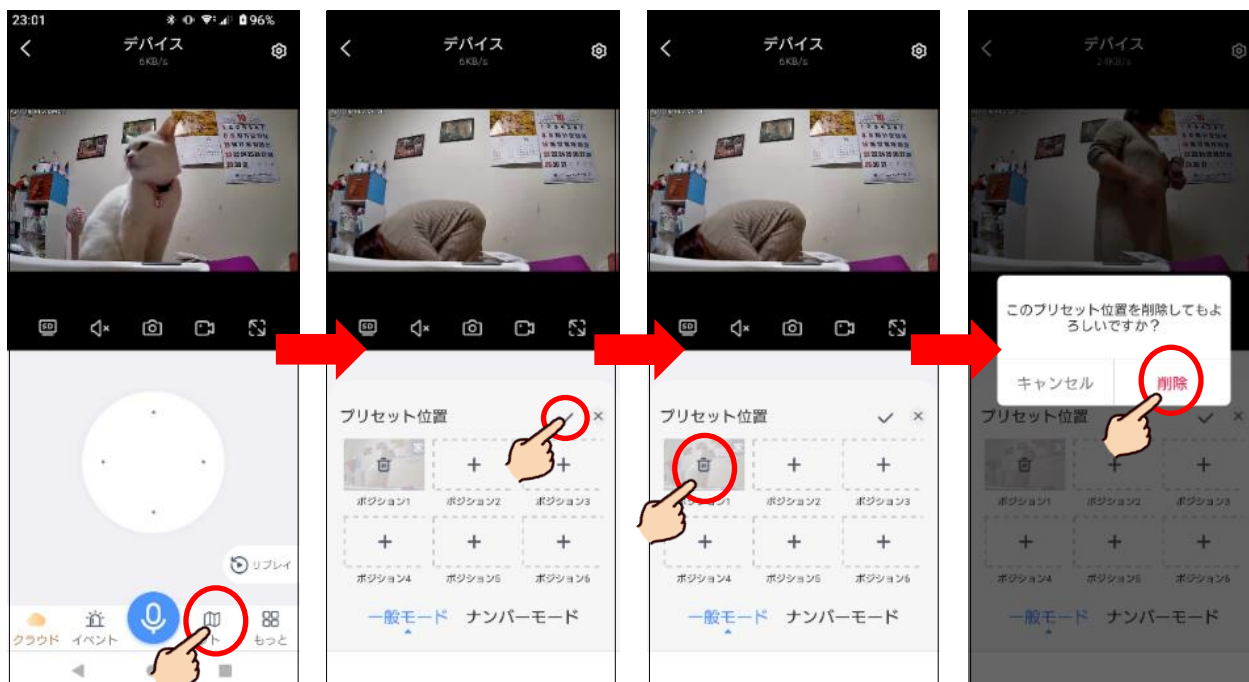 23:01
96%
デバイス
6KB/s
SD
リプレイ
クラウド
イベント
ト
もっと
デバイス
6KB/s
SD
プリセット位置
ポジション1
ポジション2
ポジション3
ポジション4
ポジション5
ポジション6
一般モード
ナンバーモード
デバイス
6KB/s
SD
プリセット位置
ポジション2
ポジション3
ポジション4
ポジション5
ポジション6
一般モード
ナンバーモード
デバイス
24KB/s
このプリセット位置を削除してもよ
ろしいですか?
キャンセル
削除
プリセット位置
ポジション1
ポジション2
ポジション3
ポジション4
ポジション5
ポジション6
一般モード
ナンバーモード